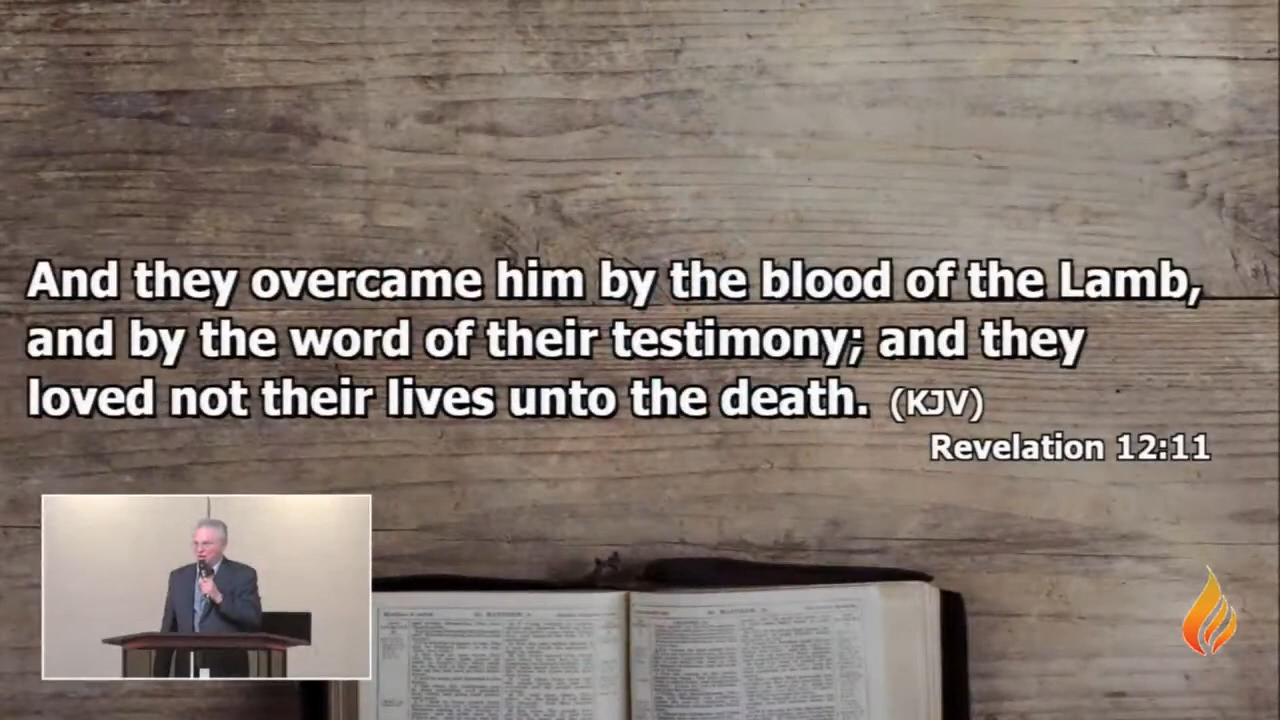 And they overcame him by the blood of the Lamb,
and by the word of their testimony; and they
loved not their lives unto the death. (KJV)
Revelation 12:11